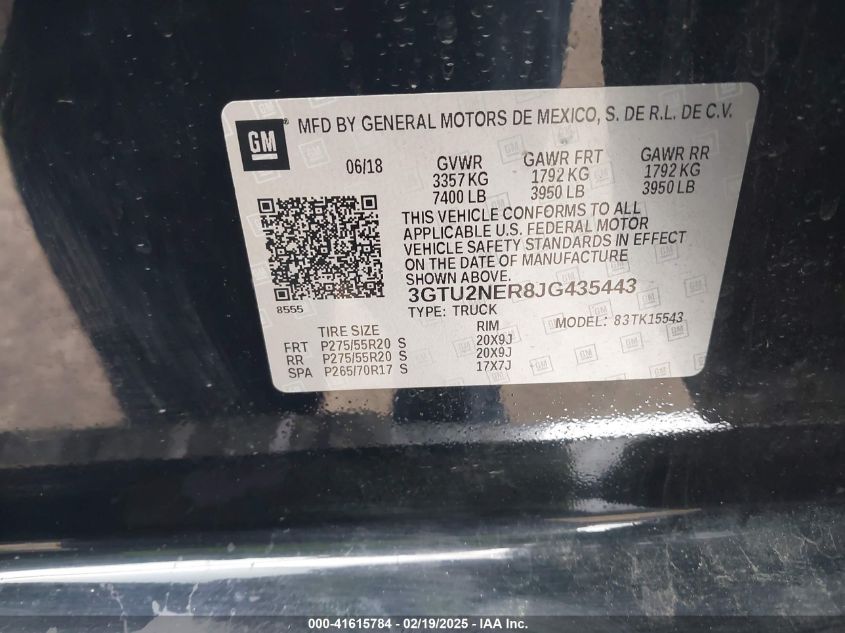 GM
MFD BY GENERAL MOTORS DE MEXICO, S. DE R.L. DE C.V.
06/18 GVWR GAWR FRT GAWR RR
3357 KG 1792 KG 1792 KG
7400 LB 3950 LB 3950 LB
THIS VEHICLE CONFORMS TO ALL
APPLICABLE U.S. FEDERAL MOTOR
VEHICLE SAFETY STANDARDS IN EFFECT
ON THE DATE OF MANUFACTURE
SHOWN ABOVE.
3GTU2NER8JG435443
8555
TYPE: TRUCK MODEL: 83TK15543
TIRE SIZE RIM
FRT P275/55R20 S 20X9J
RR P275/55R20 S 20X9J
SPA P265/70R17 S 17X7J
000-41615784 - 02/19/2025 - IAA Inc.